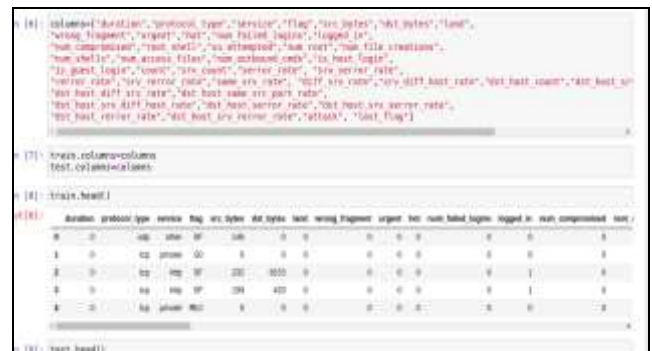 [6]: columns=["duration","protocol_type","service","flag","src_bytes","dst_bytes","land",
"wrong_fragment","urgent","hot","num_failed_logins","logged_in",
"num_compromised","root_shell","su_attempted","num_root","num_file_creations",
"num_shells","num_access_files","num_outbound_cmds","is_host_login",
"is_guest_login","count","srv_count","serror_rate", "srv_serror_rate",
"rerror_rate","srv_rerror_rate","same_srv_rate", "diff_srv_rate","srv_diff_host_rate","dst_host_count","dst_host_sr
"dst_host_diff_srv_rate","dst_host_same_src_port_rate",
"dst_host_srv_diff_host_rate","dst_host_serror_rate","dst_host_srv_serror_rate",
"dst_host_rerror_rate","dst_host_srv_rerror_rate","attack", "last_flag"]
[7]: train.columns=columns
test.columns=columns
[8]: train.head()
duration protocol_type service flag src_bytes dst_bytes land wrong_fragment urgent hot num_failed_logins logged_in num_compromised
0 0 udp other SF 146 0 0 0 0 0 0 0 0
1 0 tcp private S0 0 0 0 0 0 0 0 0 0
2 0 tcp http SF 232 8153 0 0 0 0 0 1 0
3 0 tcp http SF 199 420 0 0 0 0 0 1 0
4 0 tcp private REJ 0 0 0 0 0 0 0 0 0
[9]: test.head()